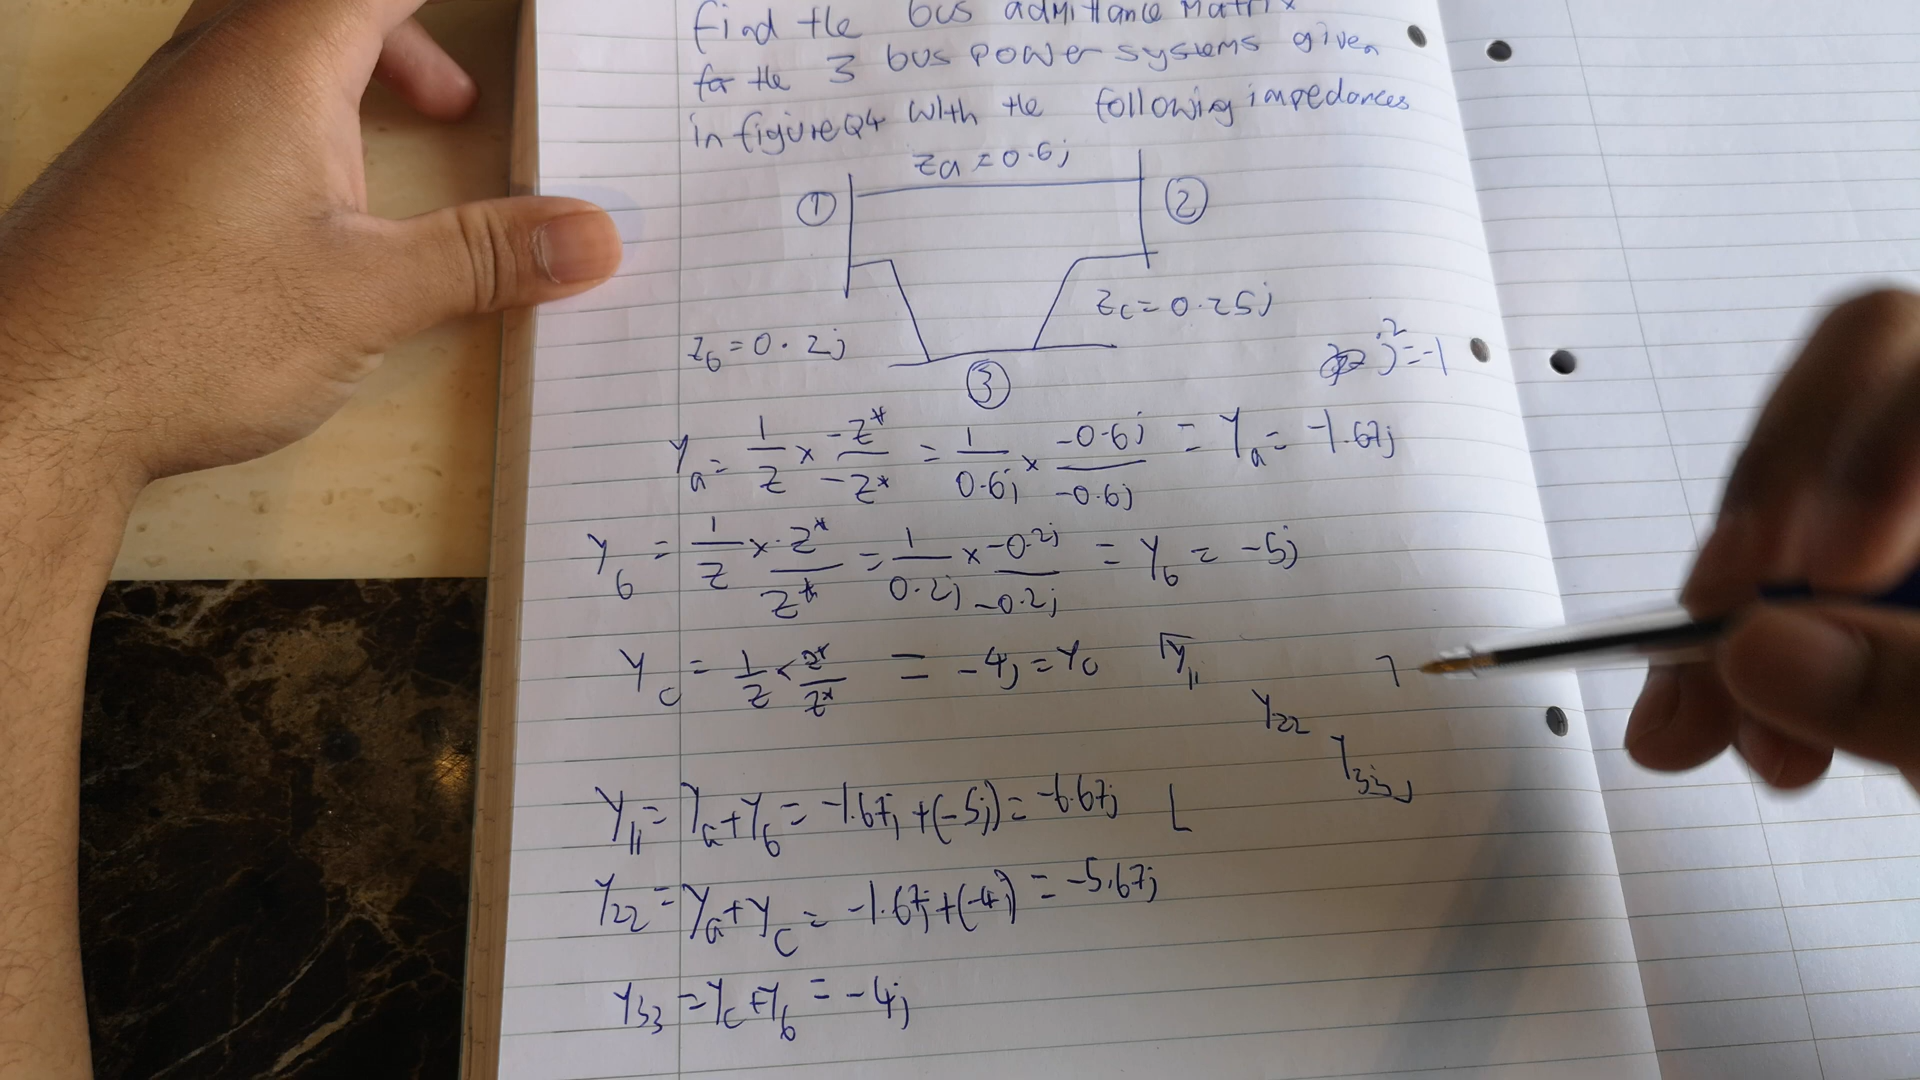 find the bus admittance Matrix
for the 3 bus power systems given
in figure Q4 with the following impedances
Za = 0.6j
1
2
Zc = 0.25j
Zb = 0.2j
j² = -1
3
Ya = 1/Z × -Z*/-Z* = 1/0.6j × -0.6j/-0.6j = Ya = -1.67j
Yb = 1/Z × Z*/Z* = 1/0.2j × -0.2j/-0.2j = Yb = -5j
Yc = 1/Z × Z*/Z* = -4j = Yc
Y11
Y22
Y33
Y11 = Ya + Yb = -1.67j + (-5j) = -6.67j
Y22 = Ya + Yc = -1.67j + (-4j) = -5.67j
Y33 = Yc + Yb = -4j